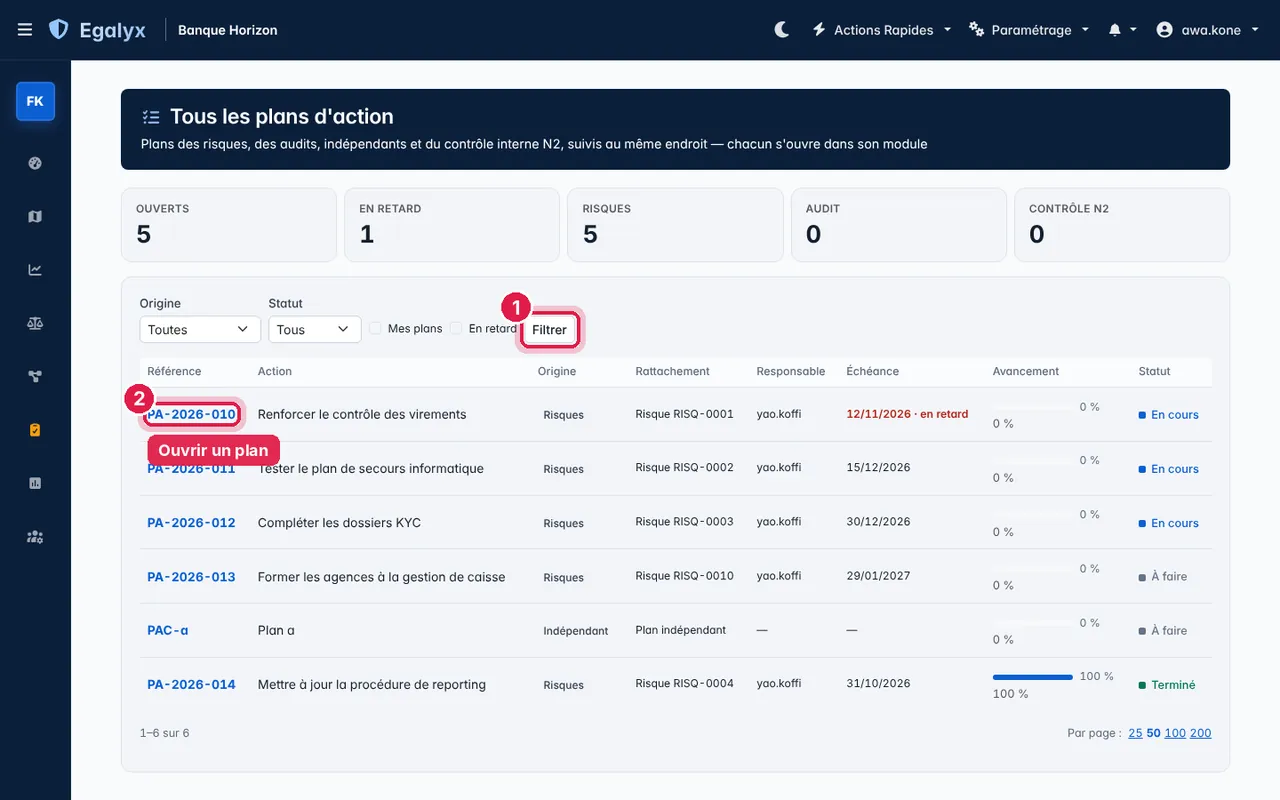 Egalyx
Banque Horizon
Actions Rapides
Paramétrage
awa.kone
FK
Tous les plans d'action
Plans des risques, des audits, indépendants et du contrôle interne N2, suivis au même endroit — chacun s'ouvre dans son module
OUVERTS
5
EN RETARD
1
RISQUES
5
AUDIT
0
CONTRÔLE N2
0
Origine
Toutes
Statut
Tous
Mes plans
En retard
1
Filtrer
Référence Action Origine Rattachement Responsable Échéance Avancement Statut
2
PA-2026-010 Renforcer le contrôle des virements Risques Risque RISQ-0001 yao.koffi 12/11/2026 · en retard 0 % 0 % En cours
Ouvrir un plan
PA-2026-011 Tester le plan de secours informatique Risques Risque RISQ-0002 yao.koffi 15/12/2026 0 % 0 % En cours
PA-2026-012 Compléter les dossiers KYC Risques Risque RISQ-0003 yao.koffi 30/12/2026 0 % 0 % En cours
PA-2026-013 Former les agences à la gestion de caisse Risques Risque RISQ-0010 yao.koffi 29/01/2027 0 % 0 % À faire
PAC-a Plan a Indépendant Plan indépendant — — 0 % 0 % À faire
PA-2026-014 Mettre à jour la procédure de reporting Risques Risque RISQ-0004 yao.koffi 31/10/2026 100 % 100 % Terminé
1–6 sur 6
Par page : 25 50 100 200